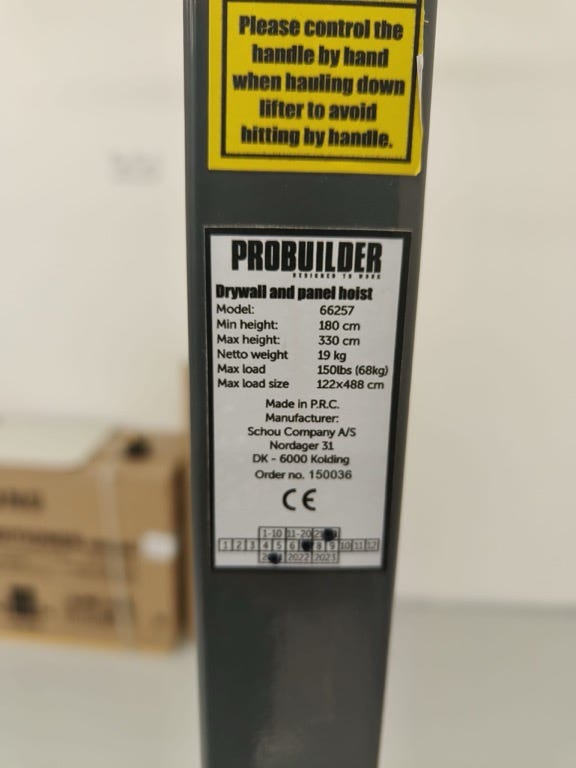 Please control the
handle by hand
when hauling down
lifter to avoid
hitting by handle.
PROBUILDER
DESIGNED TO WORK
Drywall and panel hoist
Model: 66257
Min height: 180 cm
Max height: 330 cm
Netto weight 19 kg
Max load 150lbs (68kg)
Max load size 122x488 cm
Made in P.R.C.
Manufacturer:
Schou Company A/S
Nordager 31
DK - 6000 Kolding
Order no. 150036
CE
1-10 11-20
1 2 3 4 5 6 8 9 10 11 12
2022 2023